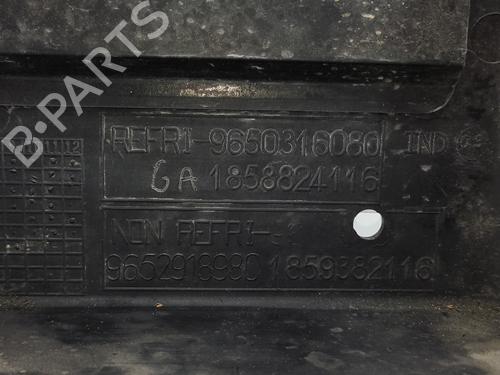 B-PARTS
REFRI-9650316080 IND
GA 1858824116
NON REFRI-
9652918980 1859382116